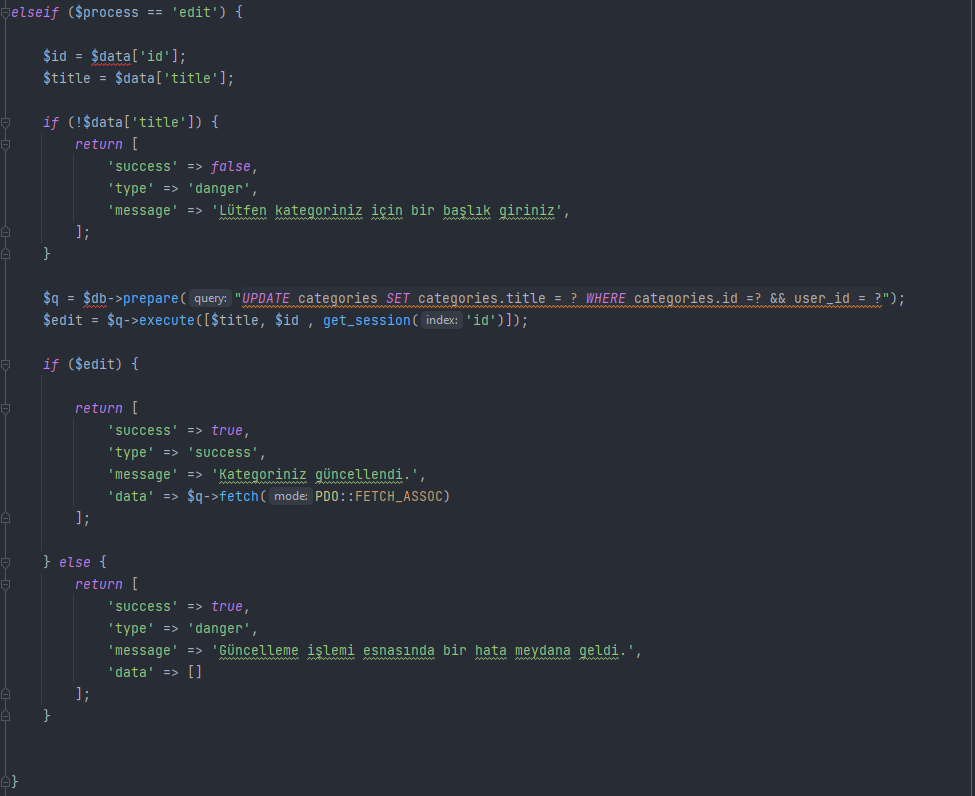 elseif ($process == 'edit') {
$id = $data['id'];
$title = $data['title'];
if (!$data['title']) {
return [
'success' => false,
'type' => 'danger',
'message' => 'Lütfen kategoriniz için bir başlık giriniz',
];
}
$q = $db->prepare( query: "UPDATE categories SET categories.title = ? WHERE categories.id =? && user_id = ?");
$edit = $q->execute([$title, $id , get_session( index: 'id')]);
if ($edit) {
return [
'success' => true,
'type' => 'success',
'message' => 'Kategoriniz güncellendi.',
'data' => $q->fetch( mode: PDO::FETCH_ASSOC)
];
} else {
return [
'success' => true,
'type' => 'danger',
'message' => 'Güncelleme işlemi esnasında bir hata meydana geldi.',
'data' => []
];
}
}